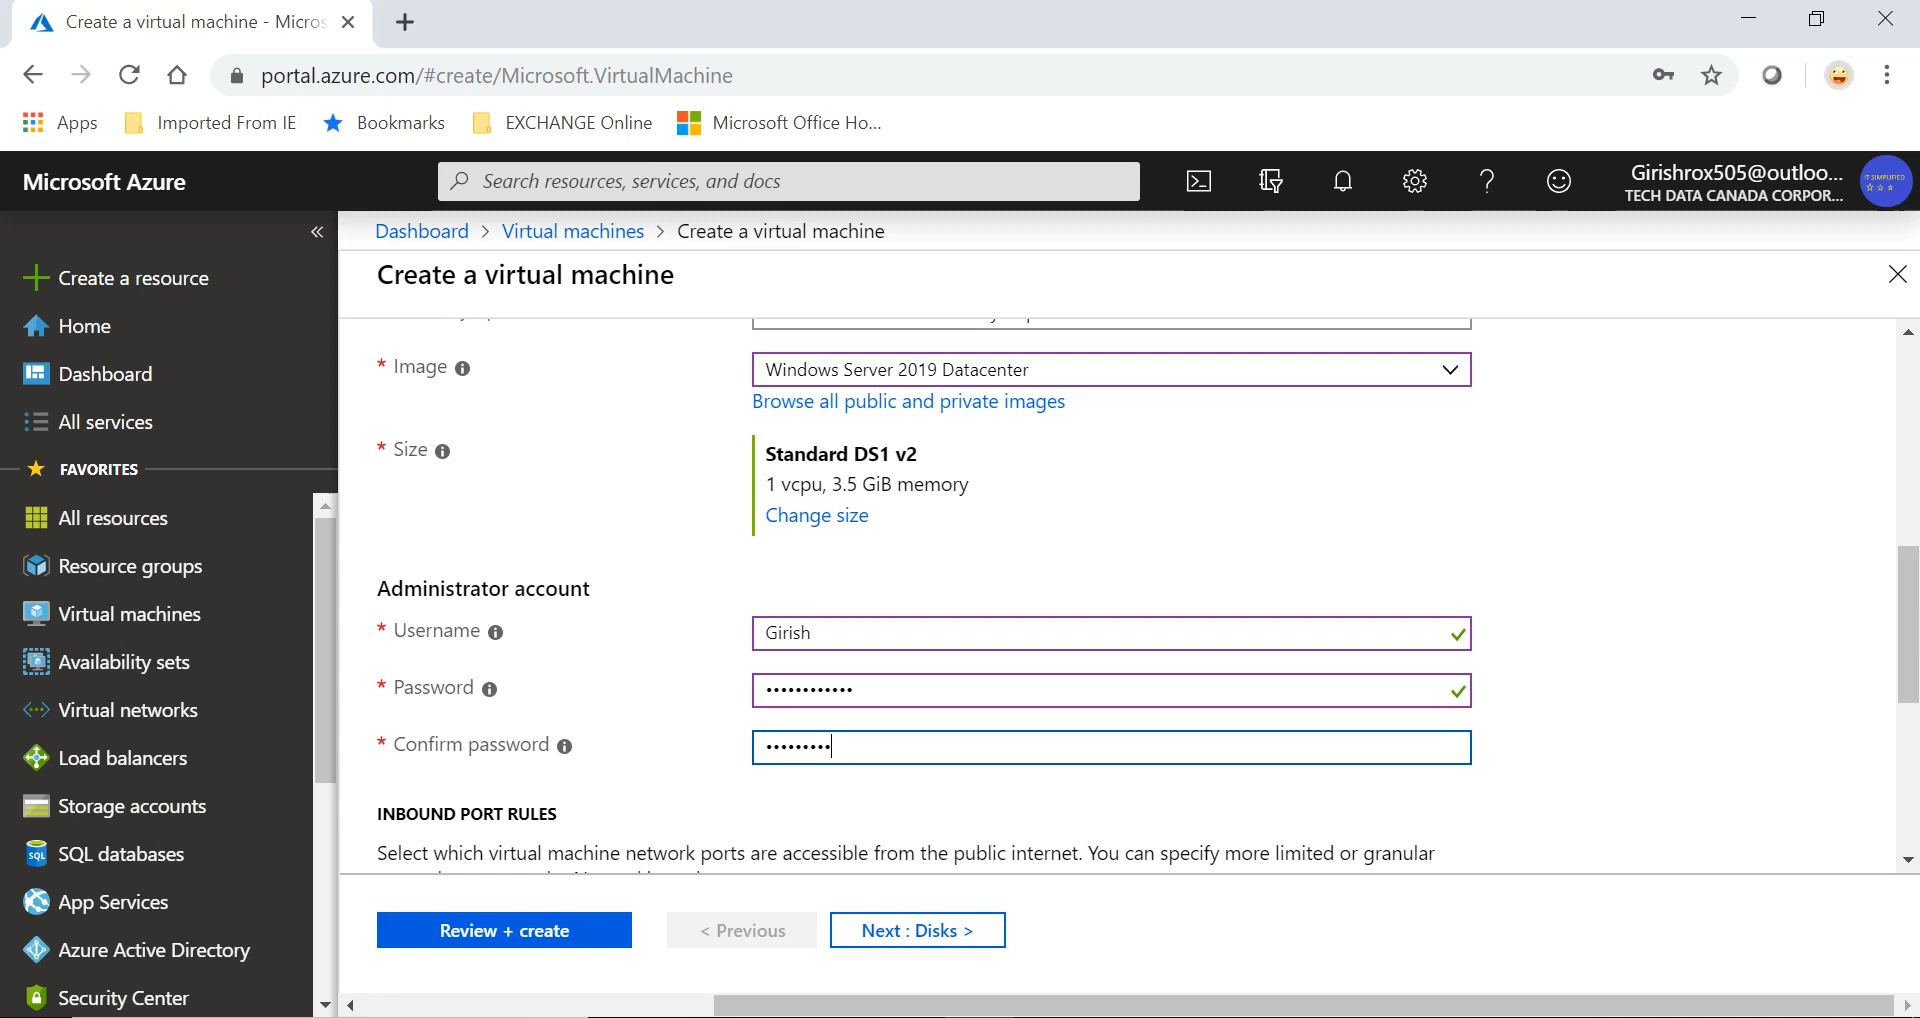 Create a virtual machine - Micros
portal.azure.com/#create/Microsoft.VirtualMachine
Apps
Imported From IE
Bookmarks
EXCHANGE Online
Microsoft Office Ho...
Microsoft Azure
Search resources, services, and docs
Girishrox505@outloo...
TECH DATA CANADA CORPOR...
IT SIMPLIFIED
Dashboard > Virtual machines > Create a virtual machine
Create a virtual machine
Create a resource
Home
Dashboard
All services
FAVORITES
All resources
Resource groups
Virtual machines
Availability sets
Virtual networks
Load balancers
Storage accounts
SQL
SQL databases
App Services
Azure Active Directory
Security Center
* Image
Windows Server 2019 Datacenter
Browse all public and private images
* Size
Standard DS1 v2
1 vcpu, 3.5 GiB memory
Change size
Administrator account
* Username
Girish
* Password
••••••••••••
* Confirm password
•••••••••
INBOUND PORT RULES
Select which virtual machine network ports are accessible from the public internet. You can specify more limited or granular
Review + create
< Previous
Next : Disks >